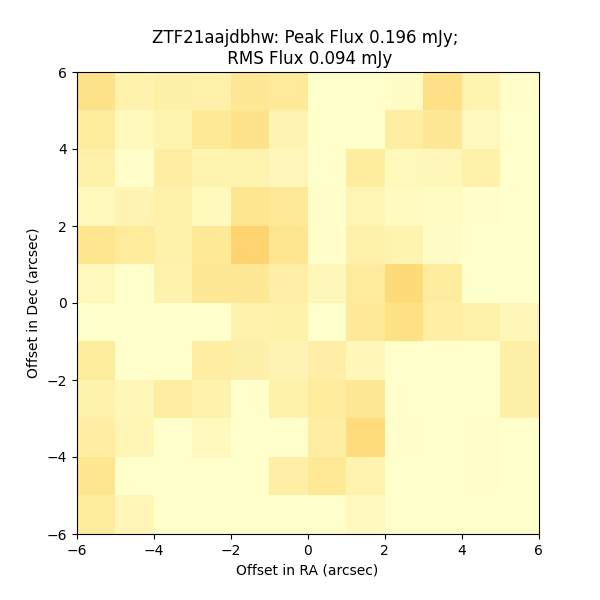 ZTF21aajdbhw: Peak Flux 0.196 mJy;
RMS Flux 0.094 mJy
6
4
2
0
−2
−4
−6
Offset in Dec (arcsec)
−6 −4 −2 0 2 4 6
Offset in RA (arcsec)